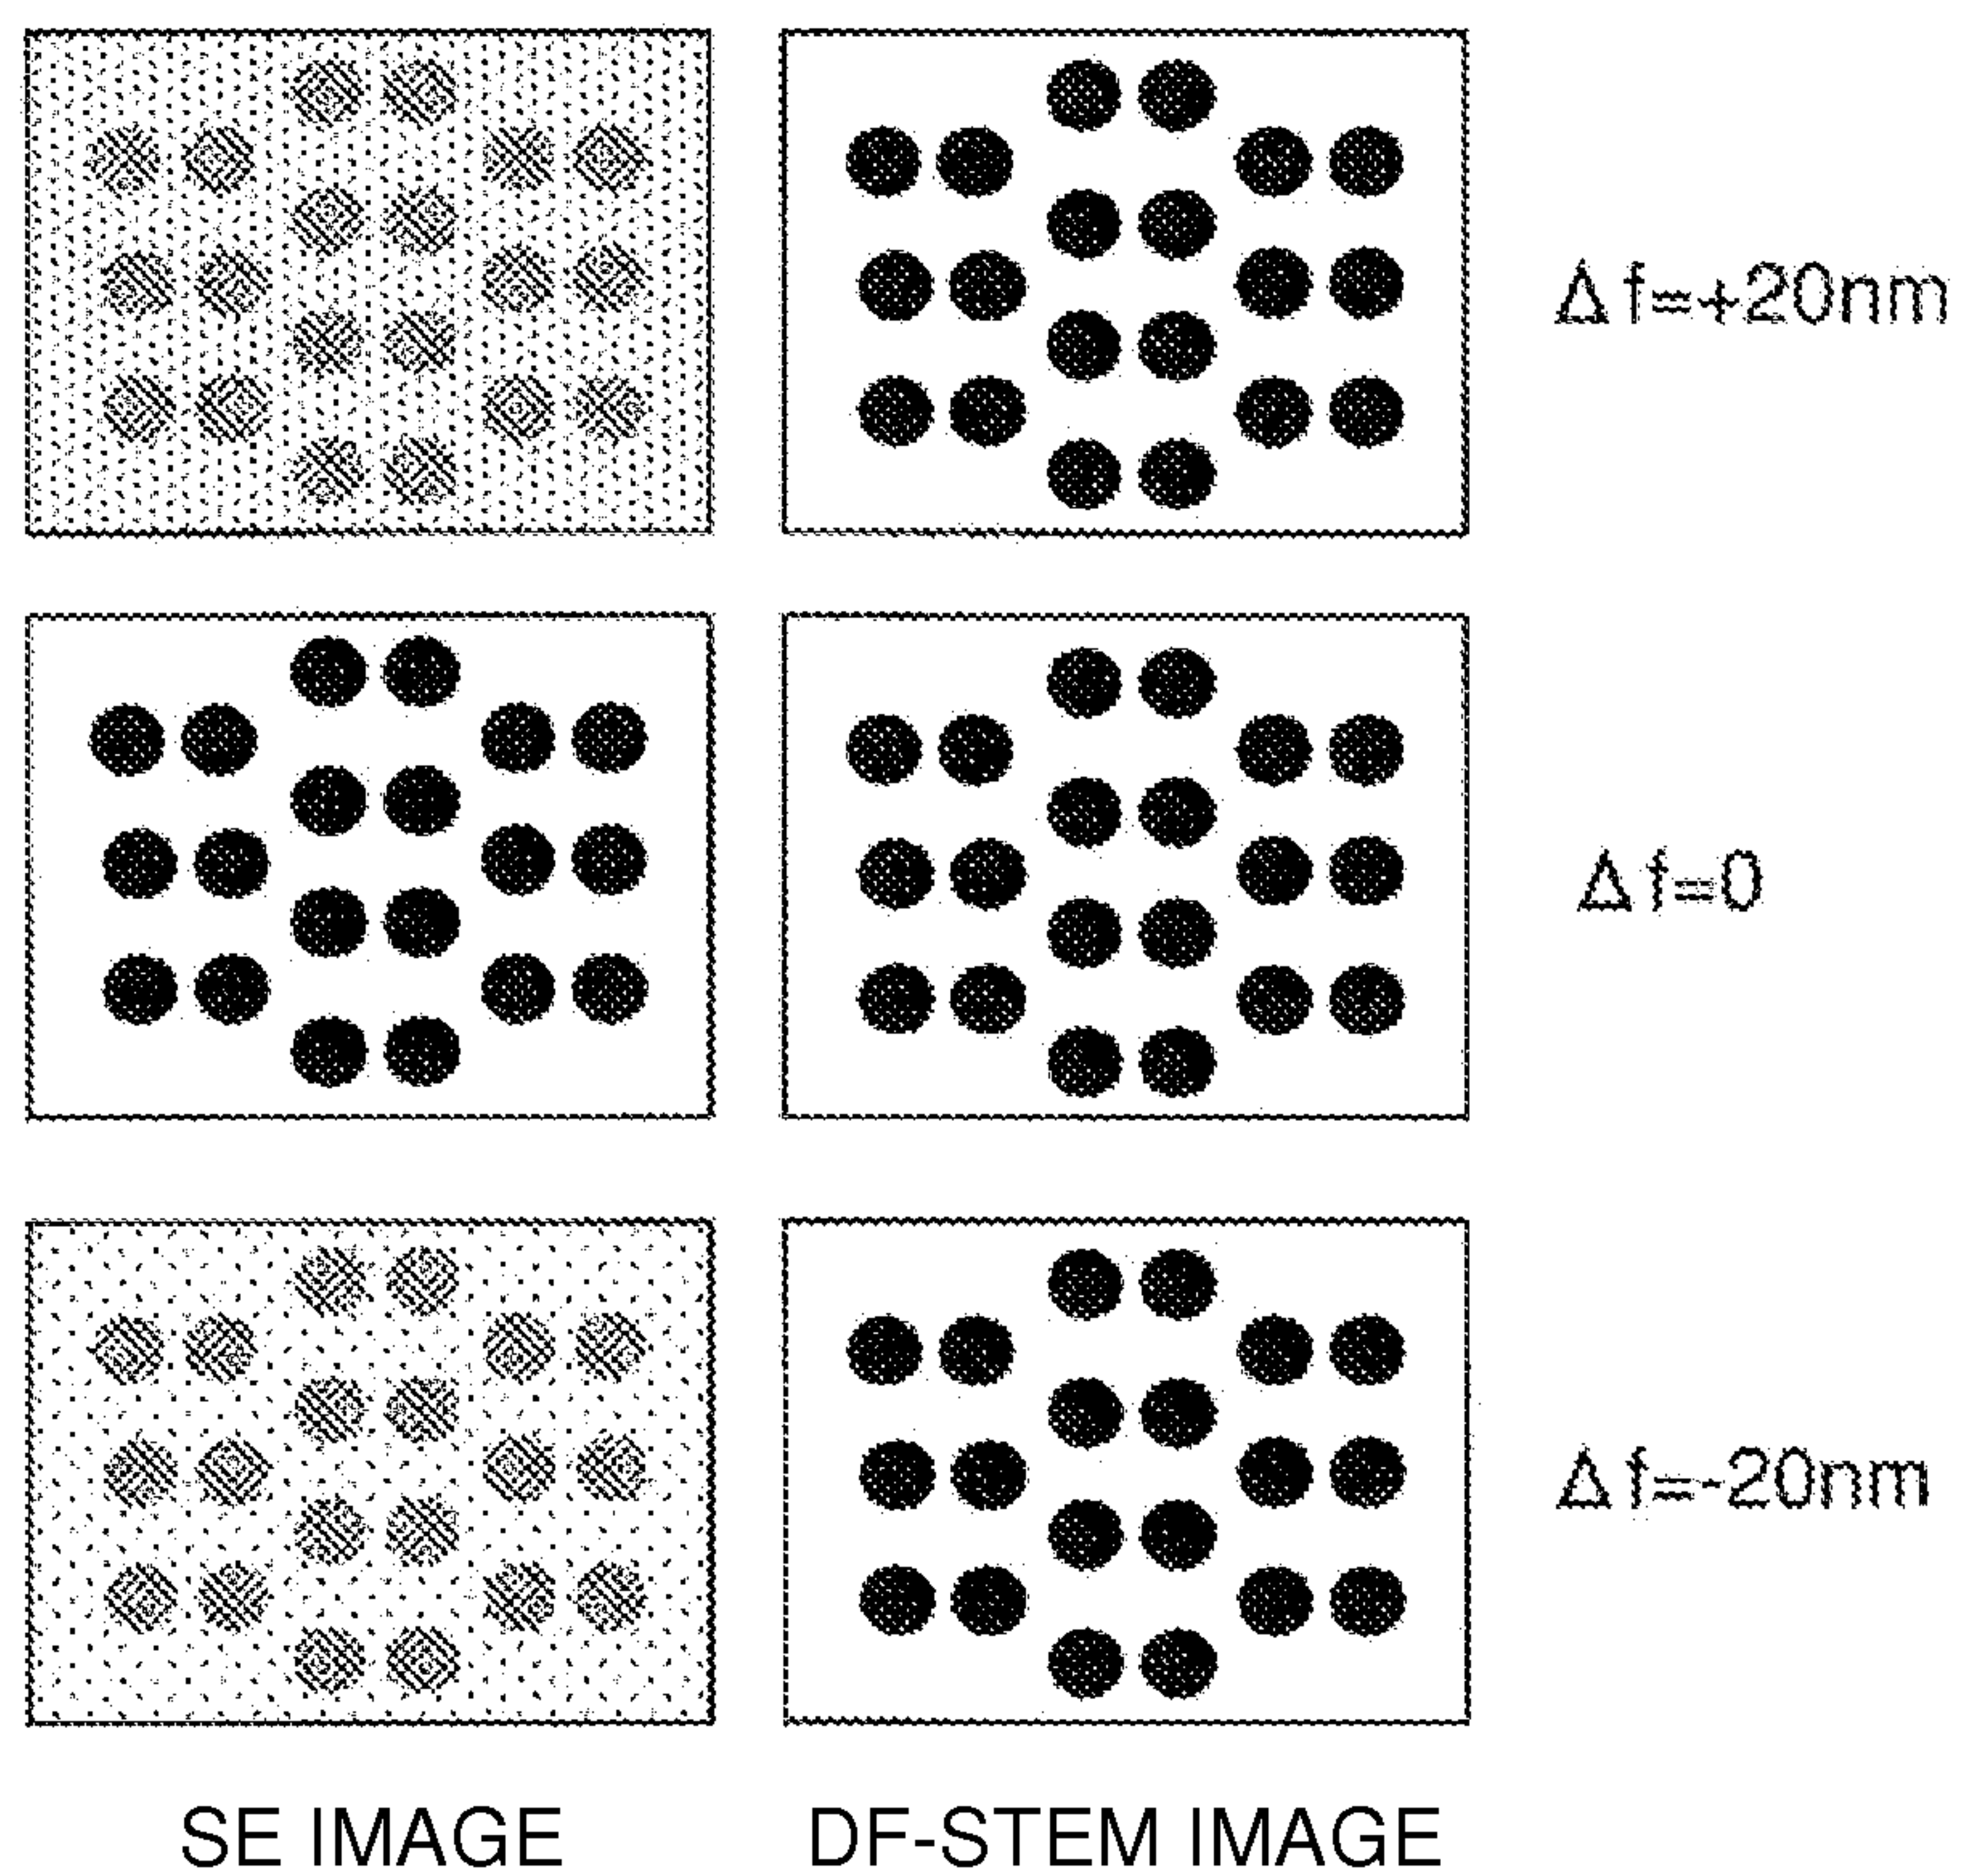 Δf=+20nm
Δf=0
Δf=-20nm
SE IMAGE
DF-STEM IMAGE